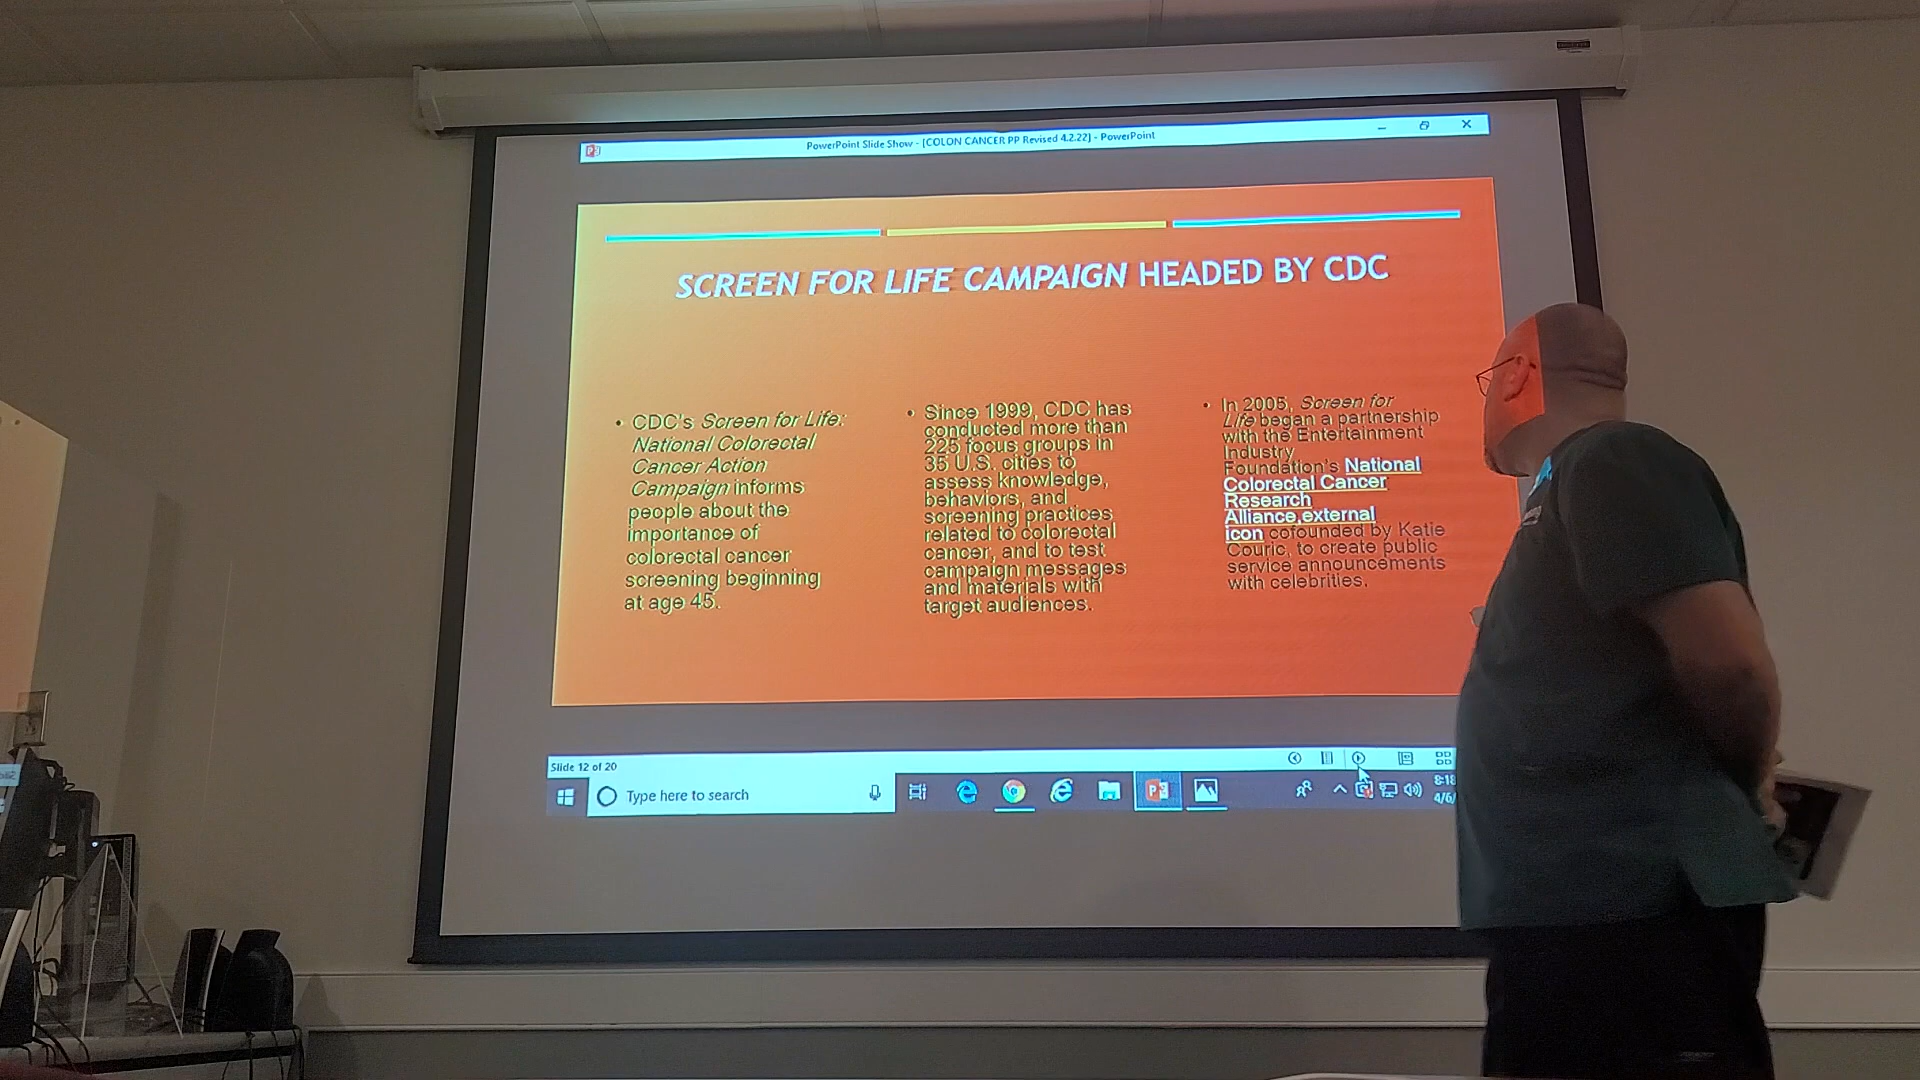 PowerPoint Slide Show - [COLON CANCER PP Revised 4.2.22] - PowerPoint
SCREEN FOR LIFE CAMPAIGN HEADED BY CDC
• CDC's Screen for Life:
National Colorectal
Cancer Action
Campaign informs
people about the
importance of
colorectal cancer
screening beginning
at age 45.
• Since 1999, CDC has
conducted more than
225 focus groups in
35 U.S. cities to
assess knowledge,
behaviors, and
screening practices
related to colorectal
cancer, and to test
campaign messages
and materials with
target audiences.
• In 2005, Screen for
Life began a partnership
with the Entertainment
Industry
Foundation's National
Colorectal Cancer
Research
Alliance,external
icon cofounded by Katie
Couric, to create public
service announcements
with celebrities.
Slide 12 of 20
Type here to search
8:18
4/6/